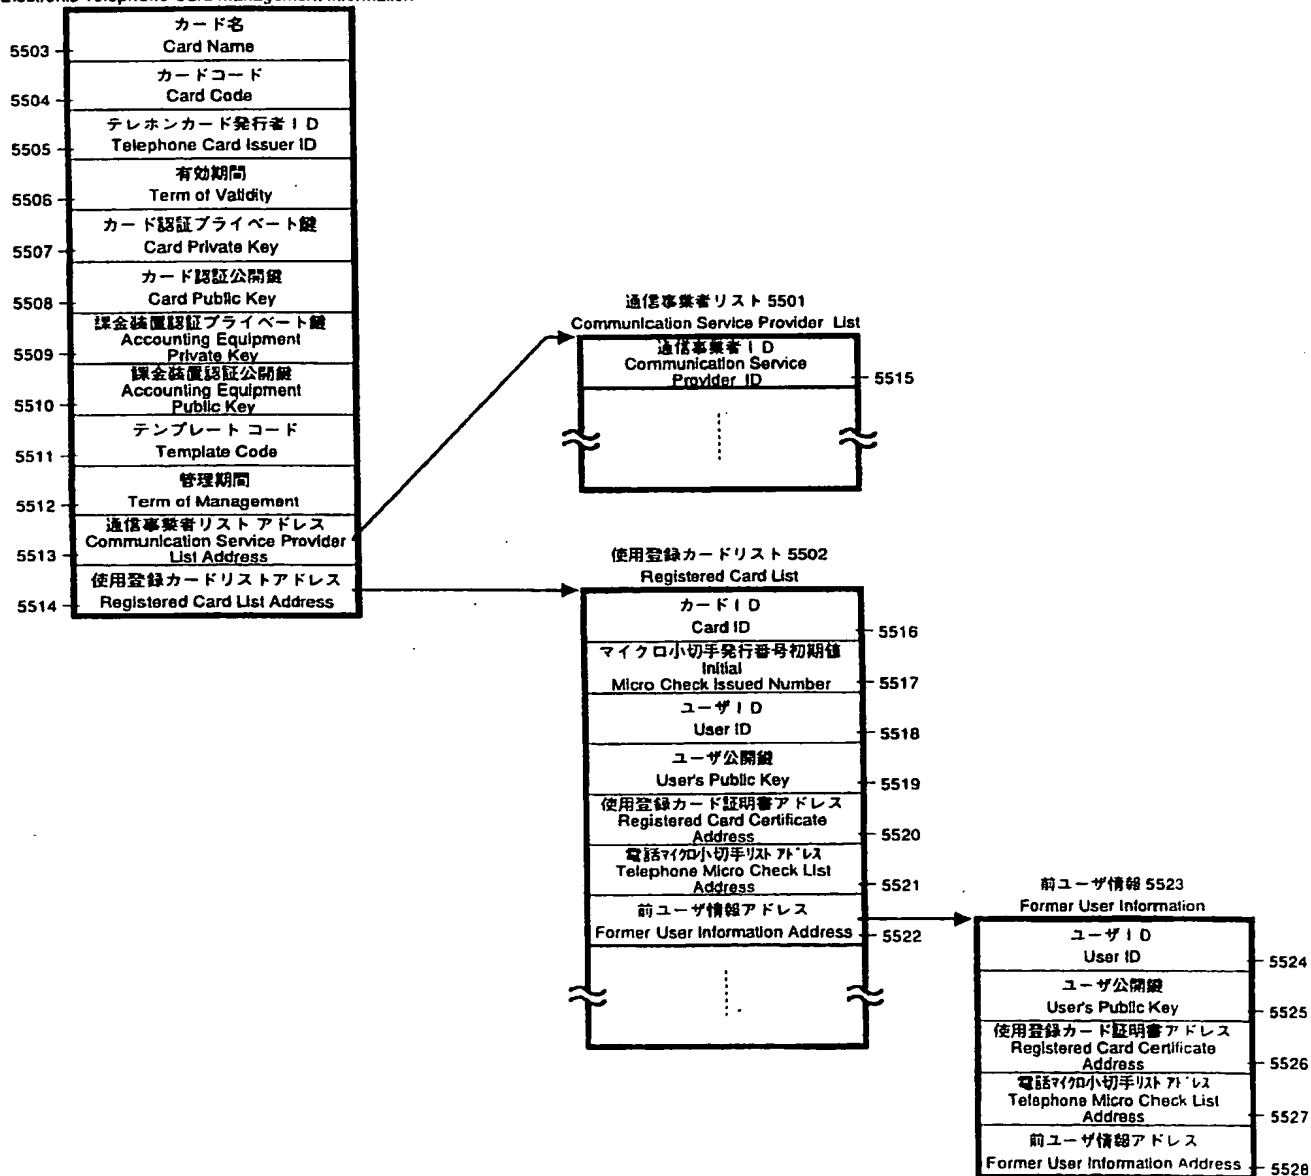 カード名
Card Name
5503
カードコード
Card Code
5504
テレホンカード発行者ID
Telephone Card Issuer ID
5505
有効期間
Term of Validity
5506
カード認証プライベート鍵
Card Private Key
5507
カード認証公開鍵
Card Public Key
5508
課金装置認証プライベート鍵
Accounting Equipment
Private Key
5509
課金装置認証公開鍵
Accounting Equipment
Public Key
5510
テンプレート コード
Template Code
5511
管理期間
Term of Management
5512
通信事業者リスト アドレス
Communication Service Provider
List Address
5513
使用登録カードリストアドレス
Registered Card List Address
5514
通信事業者リスト 5501
Communication Service Provider List
通信事業者ID
Communication Service
Provider ID
5515
使用登録カードリスト 5502
Registered Card List
カードID
Card ID
5516
マイクロ小切手発行番号初期値
Initial
Micro Check Issued Number
5517
ユーザID
User ID
5518
ユーザ公開鍵
User's Public Key
5519
使用登録カード証明書アドレス
Registered Card Certificate
Address
5520
電話マイクロ小切手リスト アドレス
Telephone Micro Check List
Address
5521
前ユーザ情報アドレス
Former User Information Address
5522
前ユーザ情報 5523
Former User Information
ユーザID
User ID
5524
ユーザ公開鍵
User's Public Key
5525
使用登録カード証明書アドレス
Registered Card Certificate
Address
5526
電話マイクロ小切手リスト アドレス
Telephone Micro Check List
Address
5527
前ユーザ情報アドレス
Former User Information Address
5528